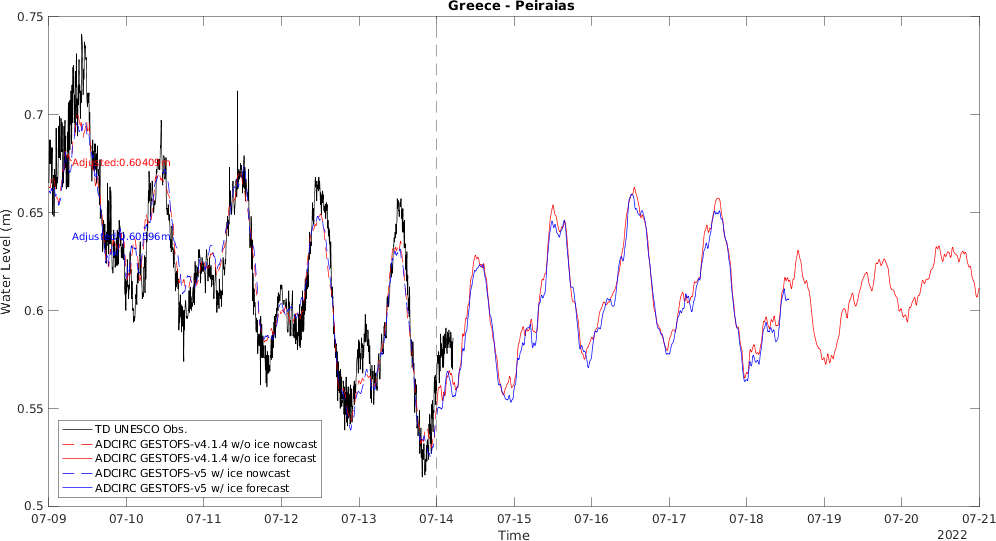 Greece - Peiraias
Water Level (m)
0.75
0.7
0.65
0.6
0.55
0.5
Adjusted:0.60409m
Adjusted:0.60596m
TD UNESCO Obs.
ADCIRC GESTOFS-v4.1.4 w/o ice nowcast
ADCIRC GESTOFS-v4.1.4 w/o ice forecast
ADCIRC GESTOFS-v5 w/ ice nowcast
ADCIRC GESTOFS-v5 w/ ice forecast
07-09 07-10 07-11 07-12 07-13 07-14 07-15 07-16 07-17 07-18 07-19 07-20 07-21
Time
2022